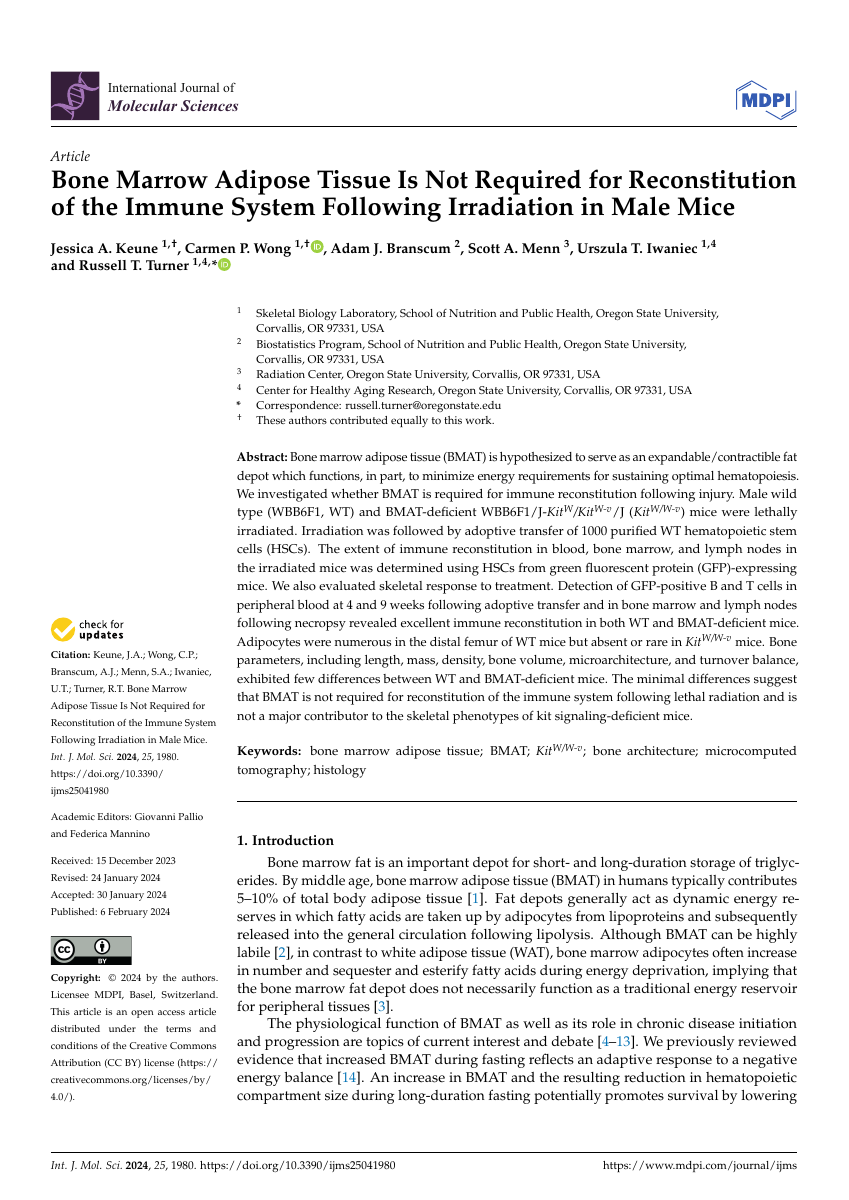 International Journal of
Molecular Sciences
MDPI
Article
Bone Marrow Adipose Tissue Is Not Required for Reconstitution
of the Immune System Following Irradiation in Male Mice
Jessica A. Keune 1,†, Carmen P. Wong 1,† iD, Adam J. Branscum 2, Scott A. Menn 3, Urszula T. Iwaniec 1,4
and Russell T. Turner 1,4,* iD
1 Skeletal Biology Laboratory, School of Nutrition and Public Health, Oregon State University,
Corvallis, OR 97331, USA
2 Biostatistics Program, School of Nutrition and Public Health, Oregon State University,
Corvallis, OR 97331, USA
3 Radiation Center, Oregon State University, Corvallis, OR 97331, USA
4 Center for Healthy Aging Research, Oregon State University, Corvallis, OR 97331, USA
* Correspondence: russell.turner@oregonstate.edu
† These authors contributed equally to this work.
Abstract: Bone marrow adipose tissue (BMAT) is hypothesized to serve as an expandable/contractible fat
depot which functions, in part, to minimize energy requirements for sustaining optimal hematopoiesis.
We investigated whether BMAT is required for immune reconstitution following injury. Male wild
type (WBB6F1, WT) and BMAT-deficient WBB6F1/J-KitW/KitW-v/J (KitW/W-v) mice were lethally
irradiated. Irradiation was followed by adoptive transfer of 1000 purified WT hematopoietic stem
cells (HSCs). The extent of immune reconstitution in blood, bone marrow, and lymph nodes in
the irradiated mice was determined using HSCs from green fluorescent protein (GFP)-expressing
mice. We also evaluated skeletal response to treatment. Detection of GFP-positive B and T cells in
peripheral blood at 4 and 9 weeks following adoptive transfer and in bone marrow and lymph nodes
following necropsy revealed excellent immune reconstitution in both WT and BMAT-deficient mice.
Adipocytes were numerous in the distal femur of WT mice but absent or rare in KitW/W-v mice. Bone
parameters, including length, mass, density, bone volume, microarchitecture, and turnover balance,
exhibited few differences between WT and BMAT-deficient mice. The minimal differences suggest
that BMAT is not required for reconstitution of the immune system following lethal radiation and is
not a major contributor to the skeletal phenotypes of kit signaling-deficient mice.
Keywords: bone marrow adipose tissue; BMAT; KitW/W-v; bone architecture; microcomputed
tomography; histology
check for
updates
Citation: Keune, J.A.; Wong, C.P.;
Branscum, A.J.; Menn, S.A.; Iwaniec,
U.T.; Turner, R.T. Bone Marrow
Adipose Tissue Is Not Required for
Reconstitution of the Immune System
Following Irradiation in Male Mice.
Int. J. Mol. Sci. 2024, 25, 1980.
https://doi.org/10.3390/
ijms25041980
Academic Editors: Giovanni Pallio
and Federica Mannino
Received: 15 December 2023
Revised: 24 January 2024
Accepted: 30 January 2024
Published: 6 February 2024
CC BY
Copyright: © 2024 by the authors.
Licensee MDPI, Basel, Switzerland.
This article is an open access article
distributed under the terms and
conditions of the Creative Commons
Attribution (CC BY) license (https://
creativecommons.org/licenses/by/
4.0/).
1. Introduction
Bone marrow fat is an important depot for short- and long-duration storage of triglyc-
erides. By middle age, bone marrow adipose tissue (BMAT) in humans typically contributes
5–10% of total body adipose tissue [1]. Fat depots generally act as dynamic energy re-
serves in which fatty acids are taken up by adipocytes from lipoproteins and subsequently
released into the general circulation following lipolysis. Although BMAT can be highly
labile [2], in contrast to white adipose tissue (WAT), bone marrow adipocytes often increase
in number and sequester and esterify fatty acids during energy deprivation, implying that
the bone marrow fat depot does not necessarily function as a traditional energy reservoir
for peripheral tissues [3].
The physiological function of BMAT as well as its role in chronic disease initiation
and progression are topics of current interest and debate [4–13]. We previously reviewed
evidence that increased BMAT during fasting reflects an adaptive response to a negative
energy balance [14]. An increase in BMAT and the resulting reduction in hematopoietic
compartment size during long-duration fasting potentially promotes survival by lowering
Int. J. Mol. Sci. 2024, 25, 1980. https://doi.org/10.3390/ijms25041980
https://www.mdpi.com/journal/ijms